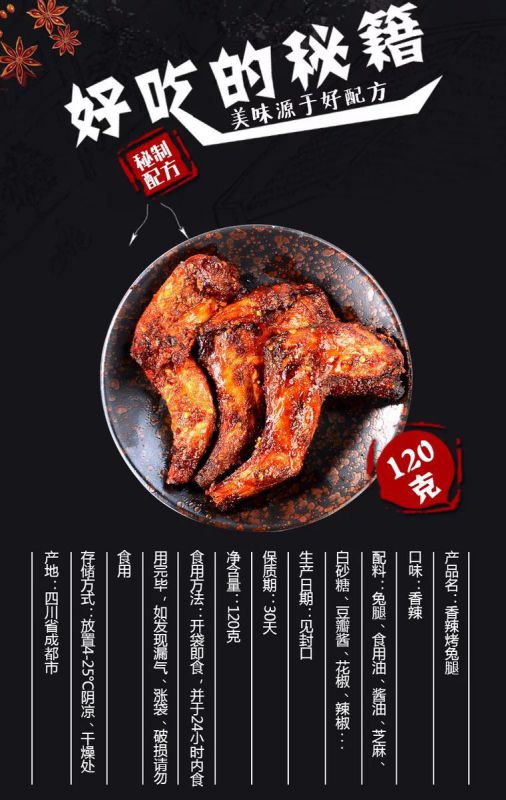 好吃的秘籍
美味源于好配方
秘制
配方
120
克
产品名：香辣烤兔腿
口味：香辣
配料：兔腿、食用油、酱油、芝麻、
白砂糖、豆瓣酱、花椒、辣椒...
生产日期：见封口
保质期：30天
净含量：120克
食用方法：开袋即食，并于24小时内食
用完毕，如发现漏气、涨袋、破损请勿
食用
存储方式：放置4-25°C阴凉、干燥处
产地：四川省成都市